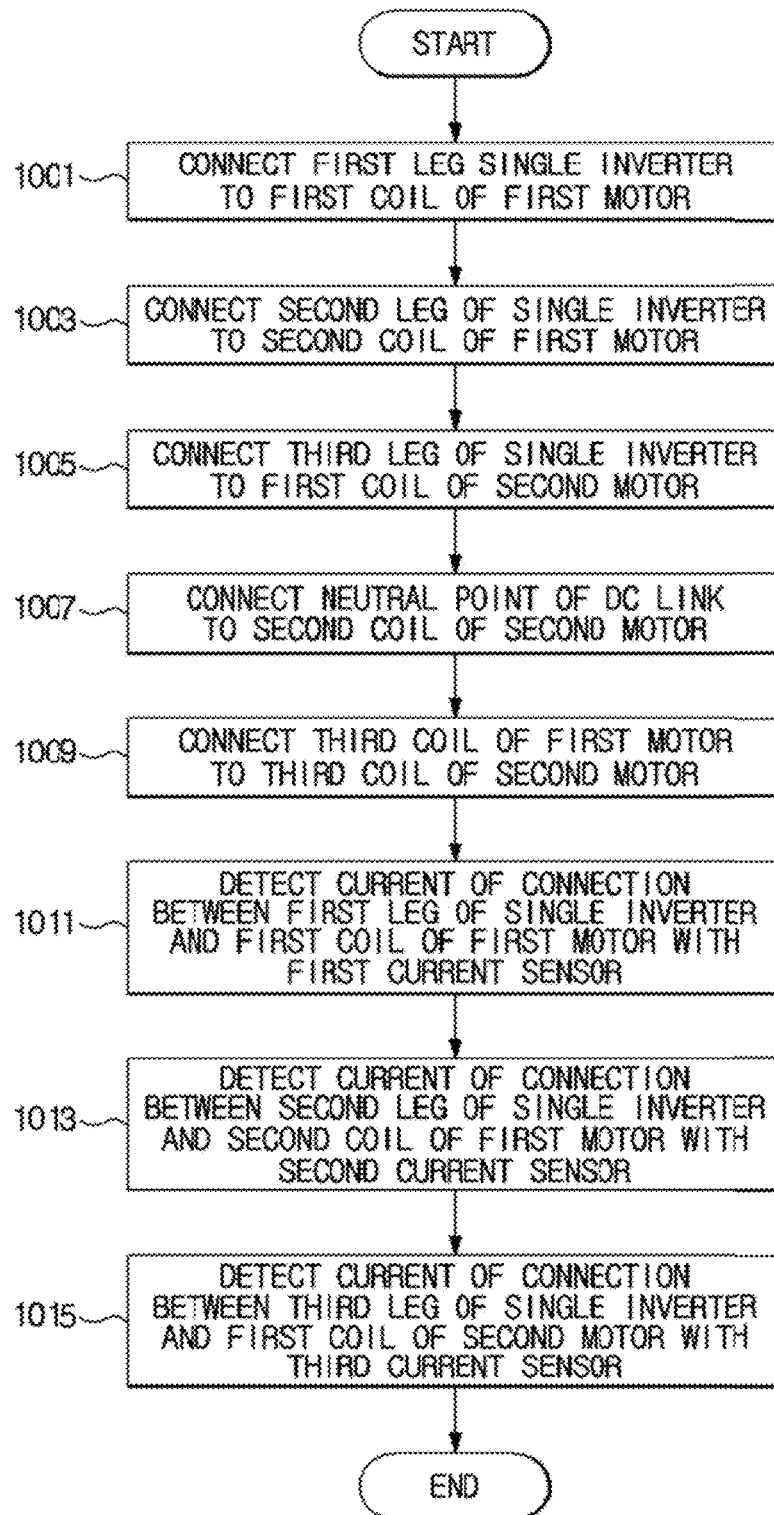 START
1001
CONNECT FIRST LEG SINGLE INVERTER
TO FIRST COIL OF FIRST MOTOR
1003
CONNECT SECOND LEG OF SINGLE INVERTER
TO SECOND COIL OF FIRST MOTOR
1005
CONNECT THIRD LEG OF SINGLE INVERTER
TO FIRST COIL OF SECOND MOTOR
1007
CONNECT NEUTRAL POINT OF DC LINK
TO SECOND COIL OF SECOND MOTOR
1009
CONNECT THIRD COIL OF FIRST MOTOR
TO THIRD COIL OF SECOND MOTOR
1011
DETECT CURRENT OF CONNECTION
BETWEEN FIRST LEG OF SINGLE INVERTER
AND FIRST COIL OF FIRST MOTOR WITH
FIRST CURRENT SENSOR
1013
DETECT CURRENT OF CONNECTION
BETWEEN SECOND LEG OF SINGLE INVERTER
AND SECOND COIL OF FIRST MOTOR WITH
SECOND CURRENT SENSOR
1015
DETECT CURRENT OF CONNECTION
BETWEEN THIRD LEG OF SINGLE INVERTER
AND FIRST COIL OF SECOND MOTOR WITH
THIRD CURRENT SENSOR
END